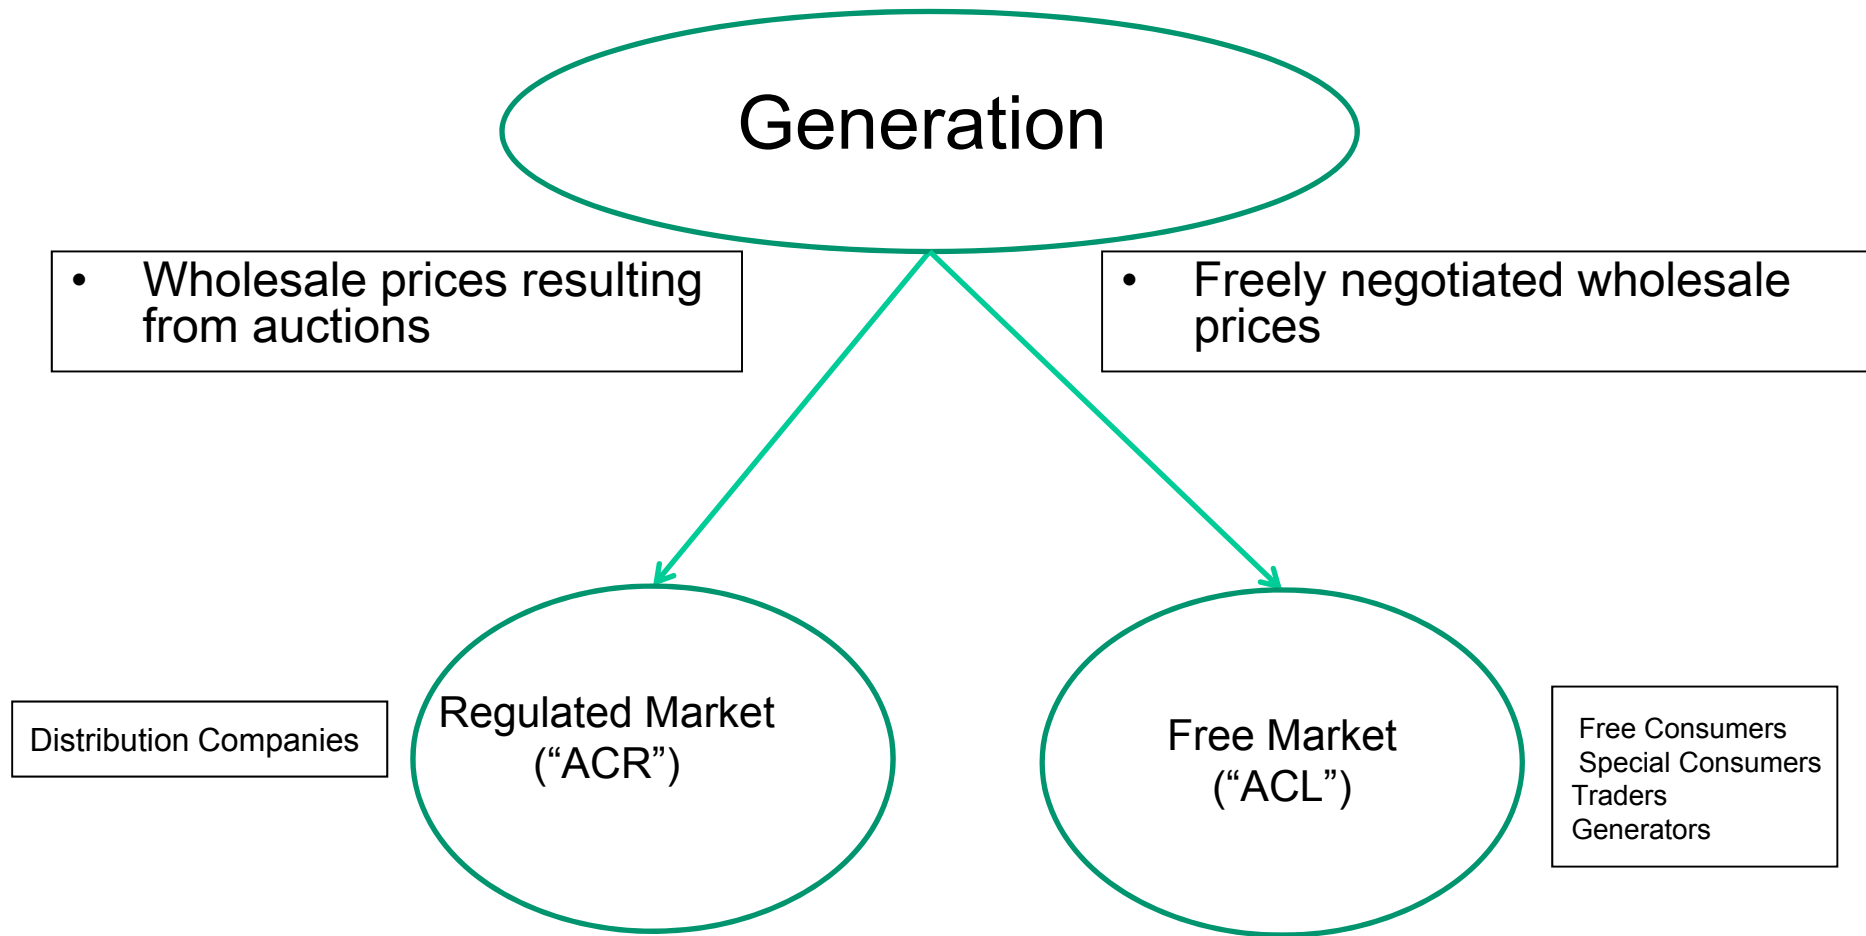 Generation
• Wholesale prices resulting
from auctions
• Freely negotiated wholesale
prices
Distribution Companies
Regulated Market
(“ACR”)
Free Market
(“ACL”)
Free Consumers
Special Consumers
Traders
Generators